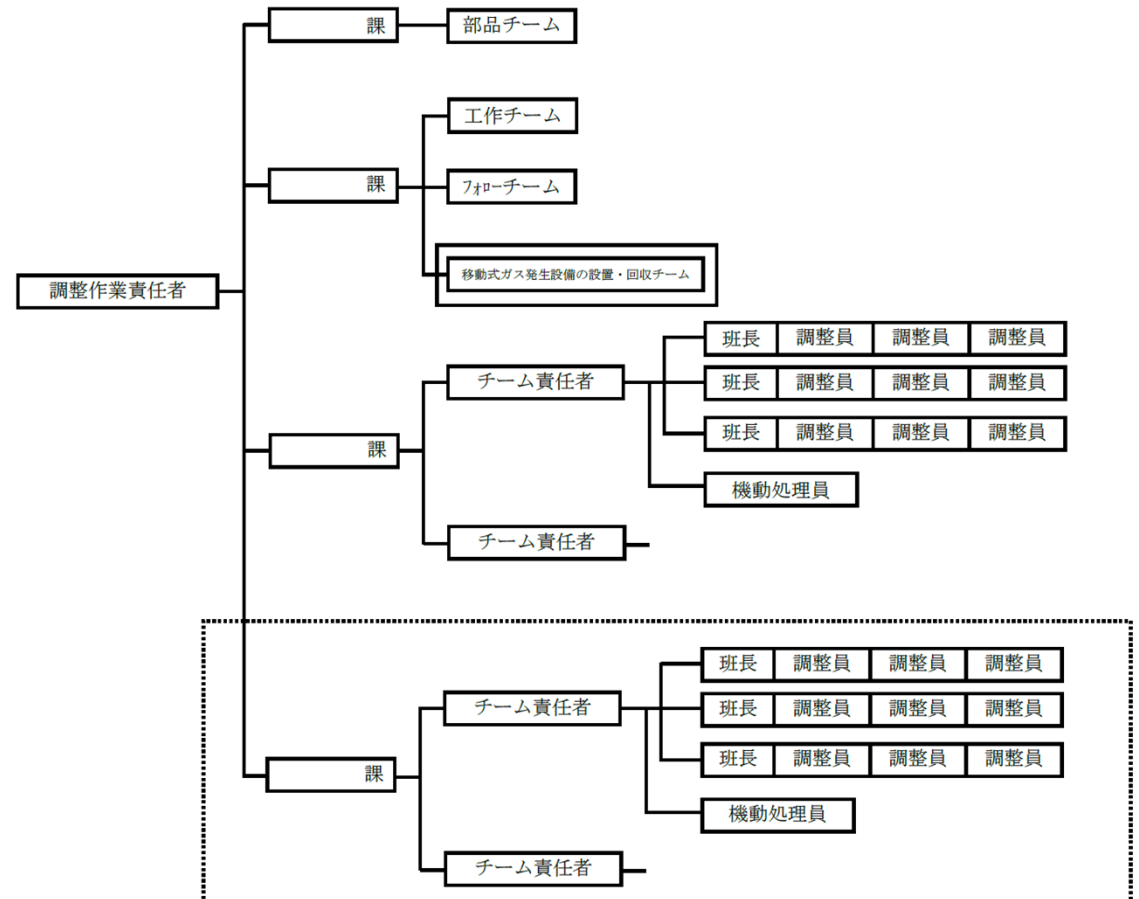 課 部品チーム
工作チーム
課 フォローチーム
移動式ガス発生設備の設置・回収チーム
調整作業責任者
班長 調整員 調整員 調整員
チーム責任者 班長 調整員 調整員 調整員
班長 調整員 調整員 調整員
課
機動処理員
チーム責任者
班長 調整員 調整員 調整員
チーム責任者 班長 調整員 調整員 調整員
班長 調整員 調整員 調整員
課
機動処理員
チーム責任者